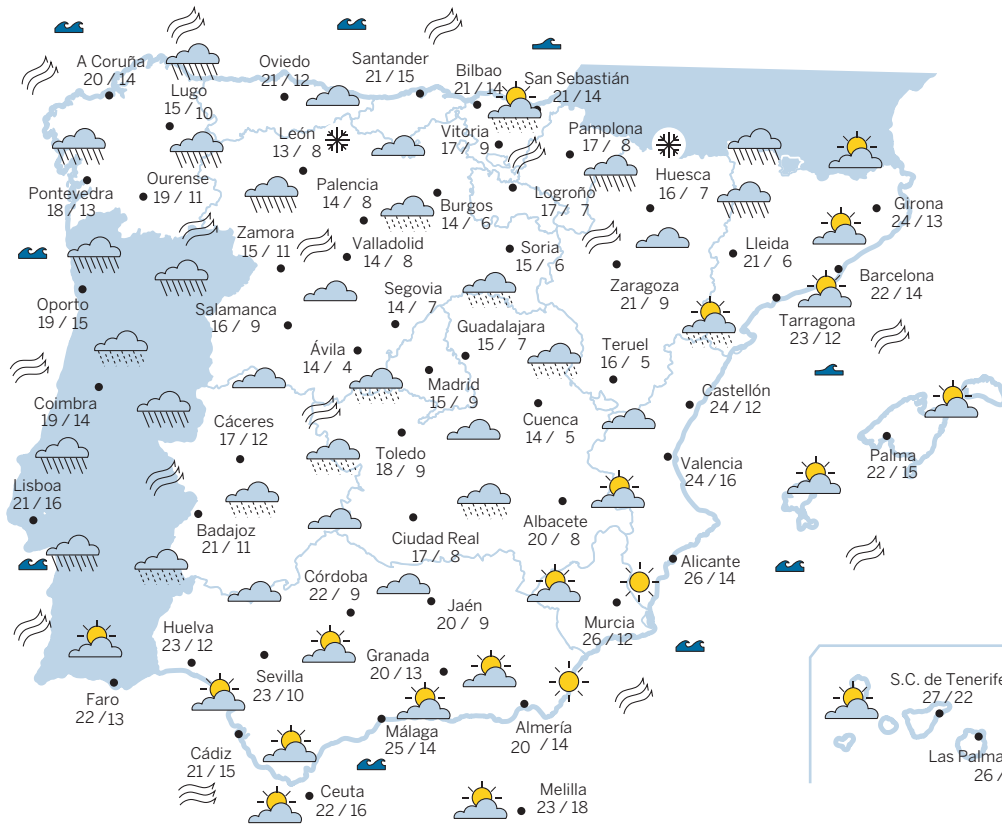 A Coruña
20 / 14
Lugo
15 / 10
Oviedo
21 / 12
Santander
21 / 15
Bilbao
21 / 14
San Sebastián
21 / 14
León
13 / 8
Vitoria
17 / 9
Pamplona
17 / 8
Huesca
16 / 7
Pontevedra
18 / 13
Ourense
19 / 11
Palencia
14 / 8
Burgos
14 / 6
Logroño
17 / 7
Girona
24 / 13
Zamora
15 / 11
Valladolid
14 / 8
Soria
15 / 6
Lleida
21 / 6
Barcelona
22 / 14
Oporto
19 / 15
Salamanca
16 / 9
Segovia
14 / 7
Zaragoza
21 / 9
Tarragona
23 / 12
Ávila
14 / 4
Guadalajara
15 / 7
Teruel
16 / 5
Madrid
15 / 9
Castellón
24 / 12
Coimbra
19 / 14
Cáceres
17 / 12
Cuenca
14 / 5
Toledo
18 / 9
Palma
22 / 15
Valencia
24 / 16
Lisboa
21 / 16
Badajoz
21 / 11
Ciudad Real
17 / 8
Albacete
20 / 8
Alicante
26 / 14
Córdoba
22 / 9
Jaén
20 / 9
Murcia
26 / 12
Huelva
23 / 12
Sevilla
23 / 10
Granada
20 / 13
Faro
22 / 13
S.C. de Tenerife
27 / 22
Cádiz
21 / 15
Málaga
25 / 14
Almería
20 / 14
Las Palma
26 /
Ceuta
22 / 16
Melilla
23 / 18